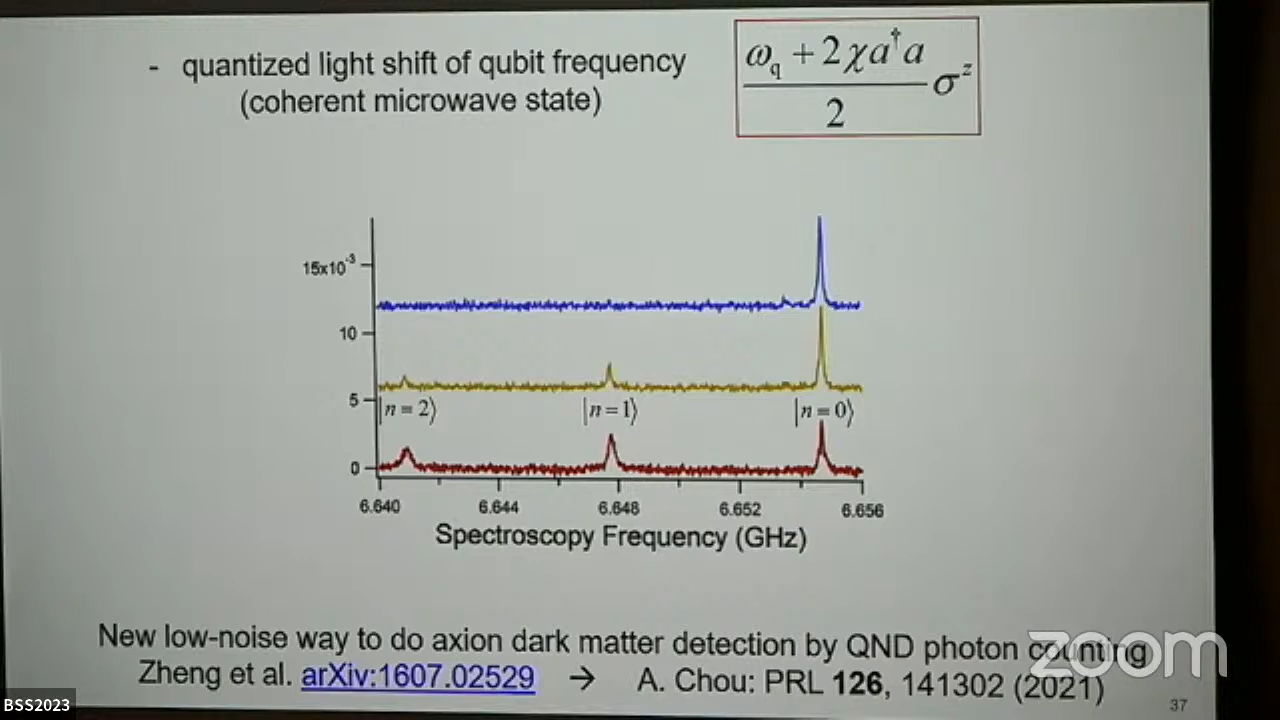 - quantized light shift of qubit frequency
(coherent microwave state)
ω_q + 2χa†a
2
σ^z
15x10^-3
10
5
0
|n = 2⟩ |n = 1⟩ |n = 0⟩
6.640 6.644 6.648 6.652 6.656
Spectroscopy Frequency (GHz)
New low-noise way to do axion dark matter detection by QND photon counting
Zheng et al. arXiv:1607.02529 → A. Chou: PRL 126, 141302 (2021)
zoom
BSS2023
37